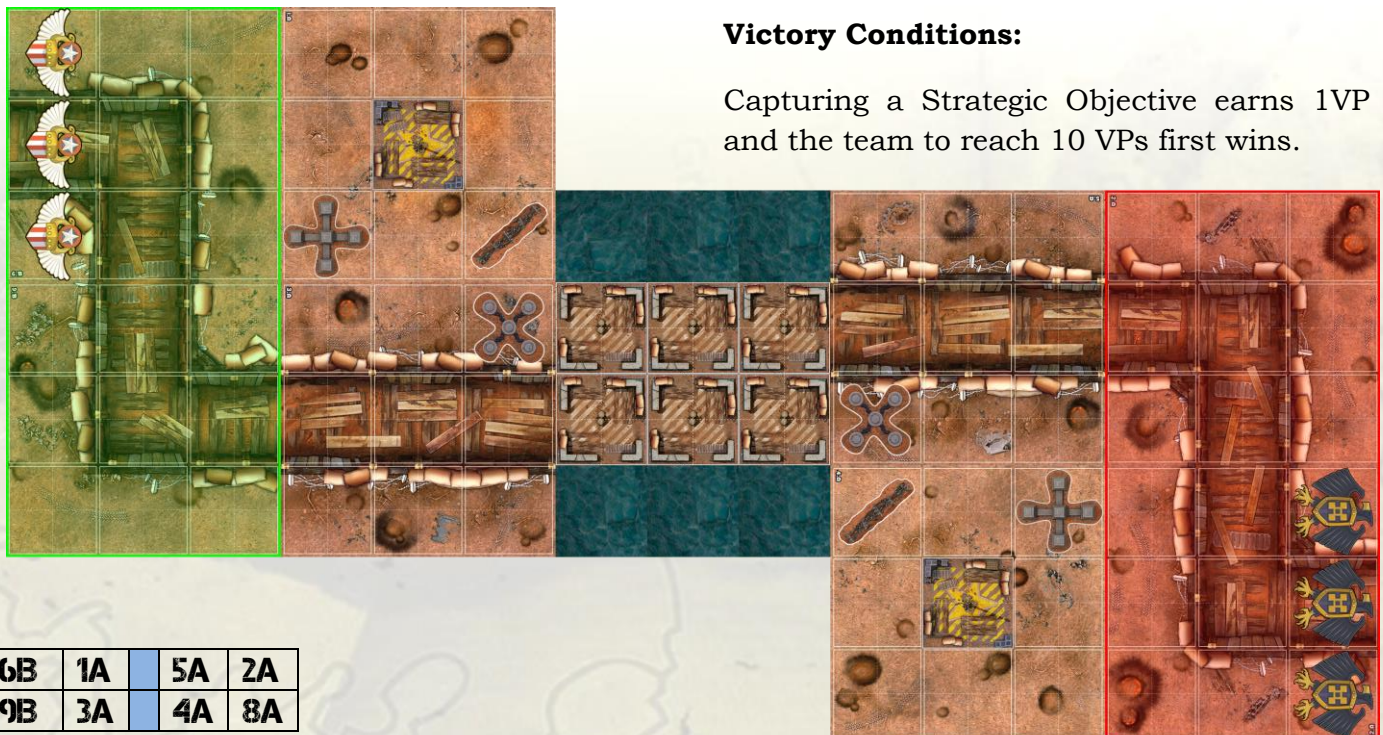 Victory Conditions:
Capturing a Strategic Objective earns 1VP
and the team to reach 10 VPs first wins.
6B 1A 5A 2A
9B 3A 4A 8A